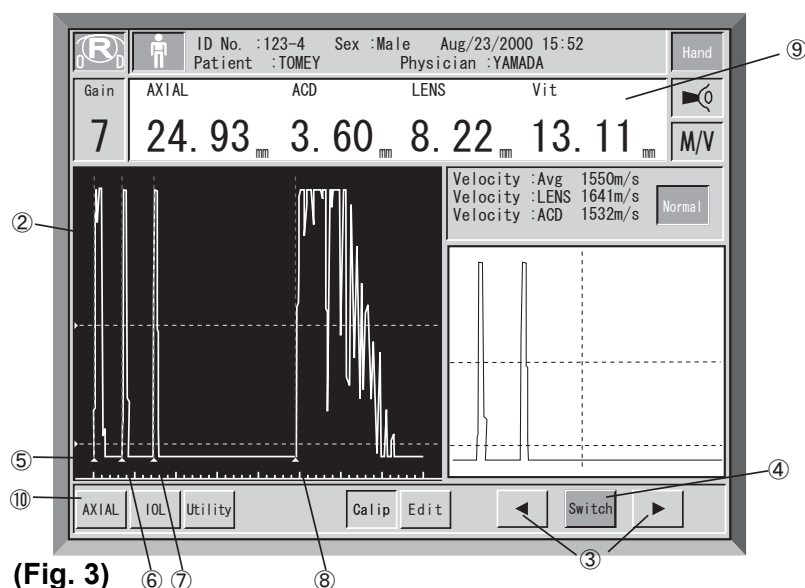 R
O D
ID No. :123-4 Sex :Male Aug/23/2000 15:52
Patient :TOMEY Physician :YAMADA
Hand
⑨
Gain AXIAL ACD LENS Vit
7 24.93 mm 3.60 mm 8.22 mm 13.11 mm M/V
Velocity :Avg 1550m/s
Velocity :LENS 1641m/s
Velocity :ACD 1532m/s
Normal
②
⑤
④
⑩
AXIAL IOL Utility Calip Edit ◀ Switch ▶
③
(Fig. 3) ⑥ ⑦ ⑧